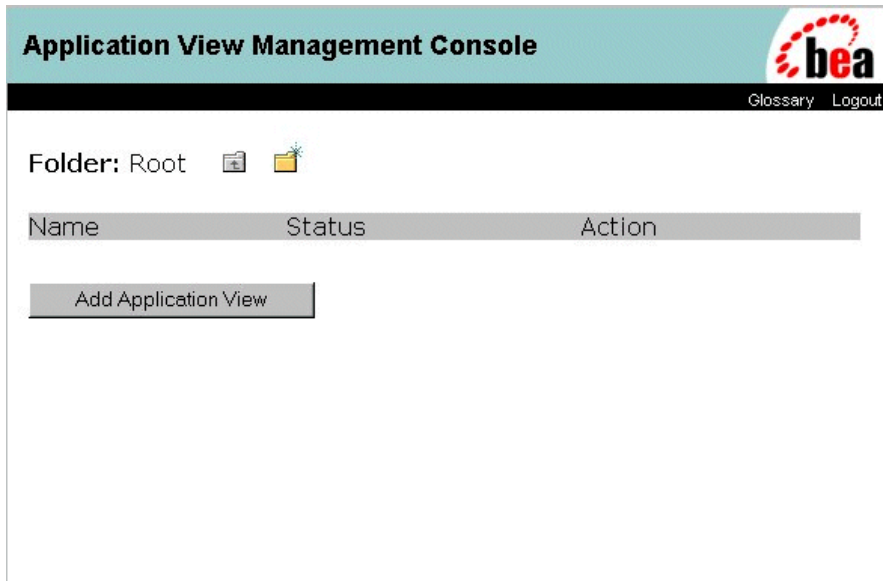 Application View Management Console
bea
Glossary Logout
Folder: Root
Name Status Action
Add Application View